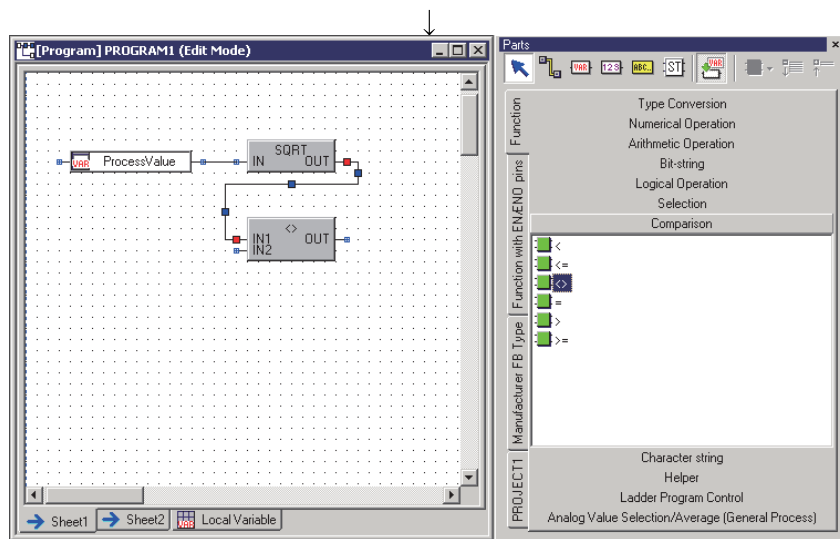 [Program] PROGRAM1 (Edit Mode)
VAR ProcessValue
SQRT
IN OUT
<>
IN1 OUT
IN2
Sheet1 Sheet2 VAR Local Variable
Parts
VAR 123 ABC.. ST VAR
Function
Function with EN/ENO pins
Manufacturer FB Type
PROJECT1
Type Conversion
Numerical Operation
Arithmetic Operation
Bit-string
Logical Operation
Selection
Comparison
<
<=
<>
=
>
>=
Character string
Helper
Ladder Program Control
Analog Value Selection/Average (General Process)